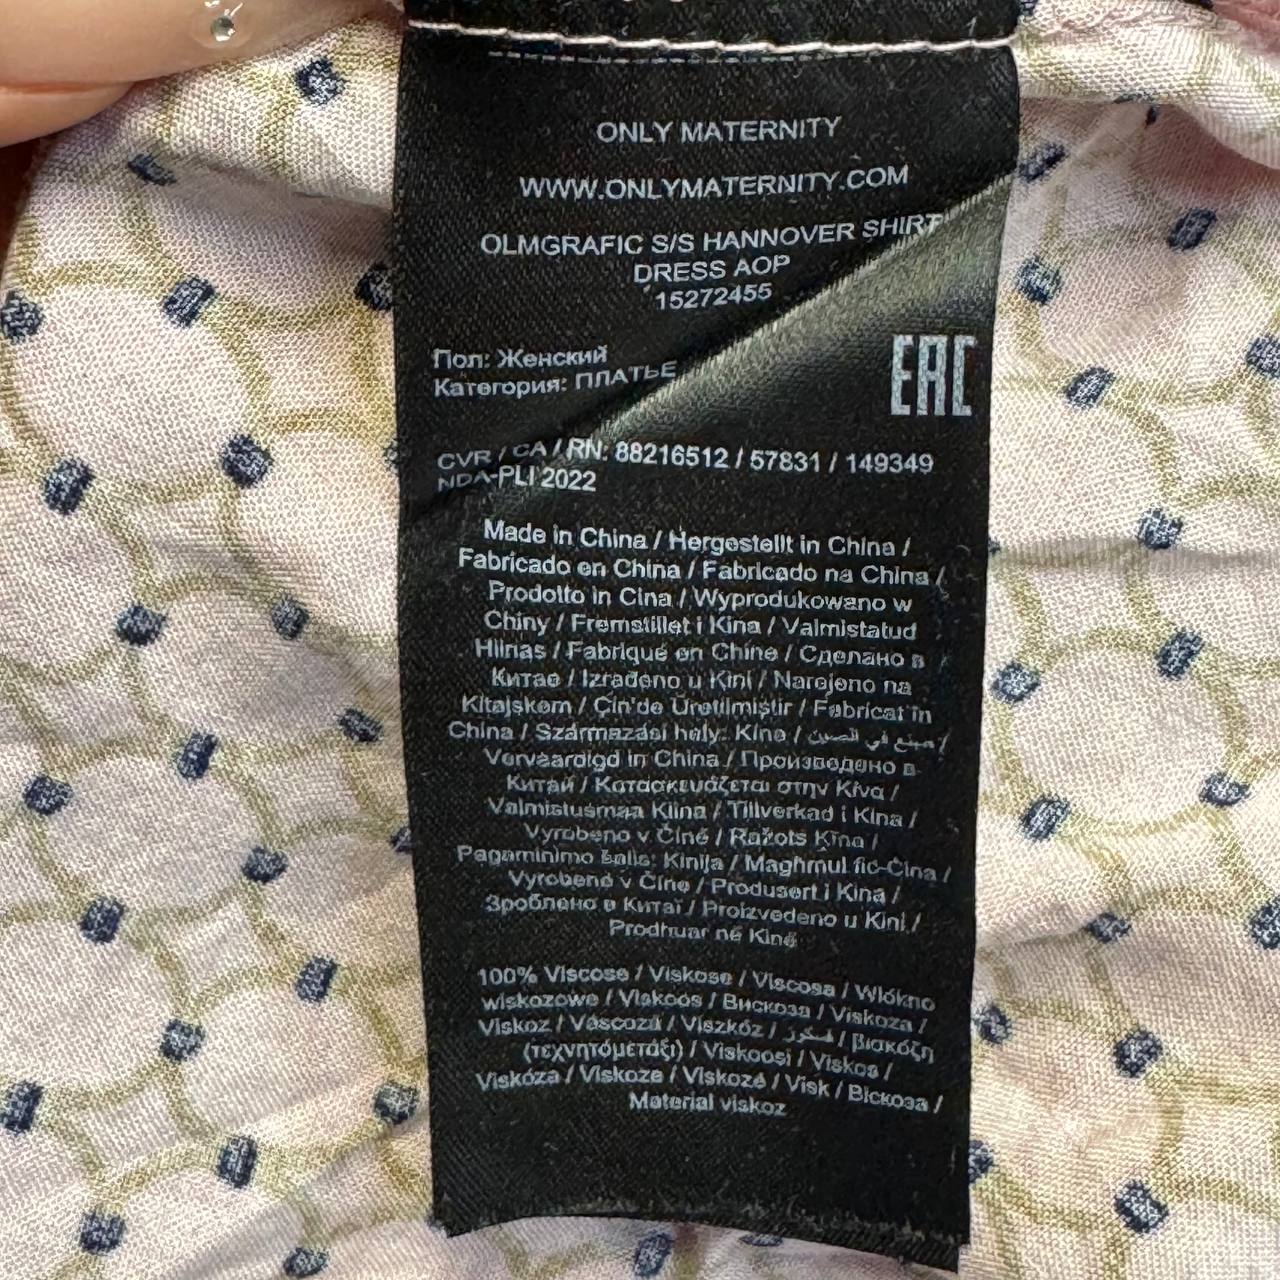 ONLY MATERNITY
WWW.ONLYMATERNITY.COM
OLMGRAFIC S/S HANNOVER SHIRT
DRESS AOP
15272455
Пол: Женский
Категория: ПЛАТЬЕ
EAC
CVR / CA / RN: 88216512 / 57831 / 149349
NDA-PLI 2022
Made in China / Hergestellt in China /
Fabricado en China / Fabricado na China /
Prodotto in Cina / Wyprodukowano w
Chiny / Fremstillet i Kina / Valmistatud
Hiinas / Fabriqué en Chine / Сделано в
Китае / Izrađeno u Kini / Narejeno na
Kitajskem / Çin'de Üretilmiştir / Fabricat în
China / Származási hely: Kína / صنع في الصين /
Vervaardigd in China / Произведено в
Китай / Κατασκευάζεται στην Κίνα /
Valmistusmaa Kiina / Tillverkad i Kina /
Vyrobeno v Číně / Ražots Ķīnā /
Pagaminimo šalis: Kinija / Magħmul fiċ-Ċina /
Vyrobené v Číne / Produsert i Kina /
Зроблено в Китаї / Proizvedeno u Kini /
Prodhuar në Kinë
100% Viscose / Viskose / Viscosa / Włókno
wiskozowe / Viskoos / Вискоза / Viskoza /
Viskoz / Vâscoză / Viszkóz / فسكوز / βισκόζη
(τεχνητόμετάξι) / Viskoosi / Viskos /
Viskóza / Viskoze / Viskozė / Visk / Віскоза /
Material viskoz